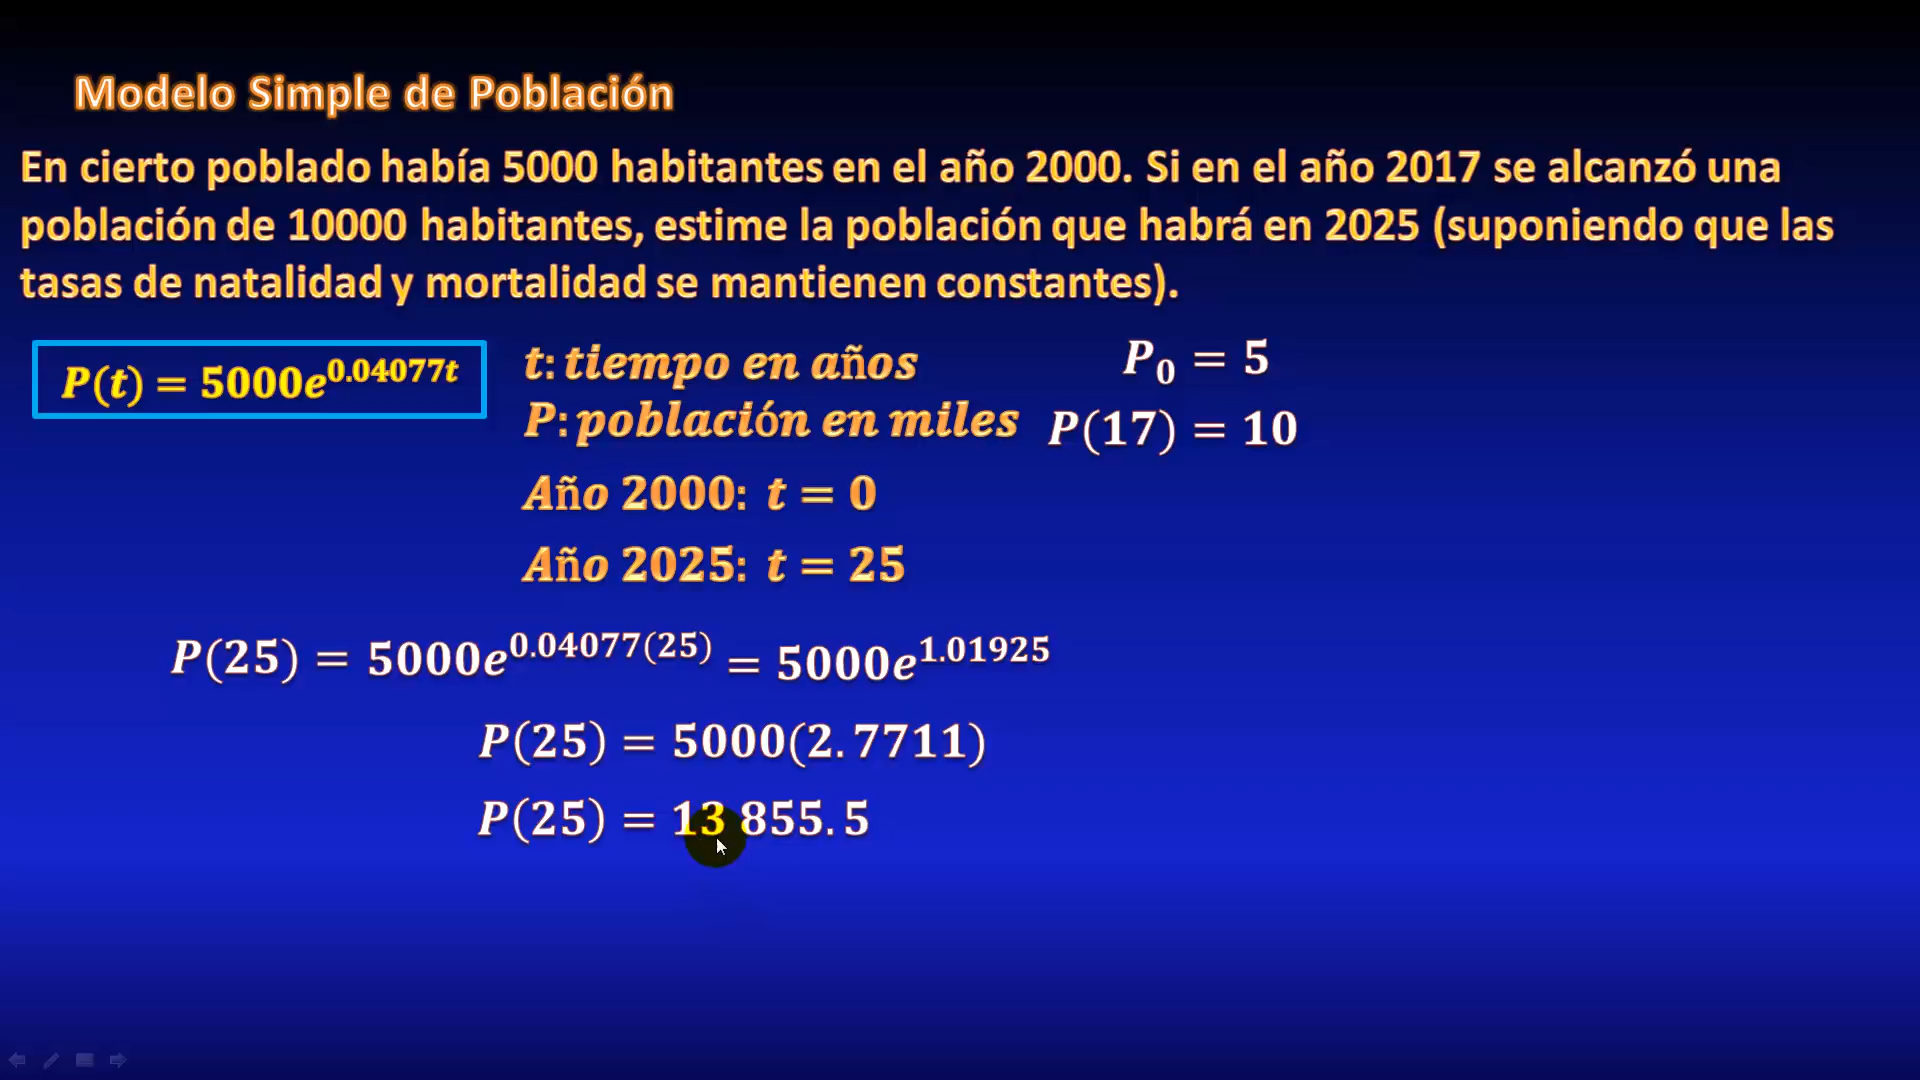 Modelo Simple de Población
En cierto poblado había 5000 habitantes en el año 2000. Si en el año 2017 se alcanzó una
población de 10000 habitantes, estime la población que habrá en 2025 (suponiendo que las
tasas de natalidad y mortalidad se mantienen constantes).
P(t) = 5000e^{0.04077t}
t: tiempo en años
P: población en miles
P₀ = 5
P(17) = 10
Año 2000: t = 0
Año 2025: t = 25
P(25) = 5000e^{0.04077(25)} = 5000e^{1.01925}
P(25) = 5000(2.7711)
P(25) = 13 855.5